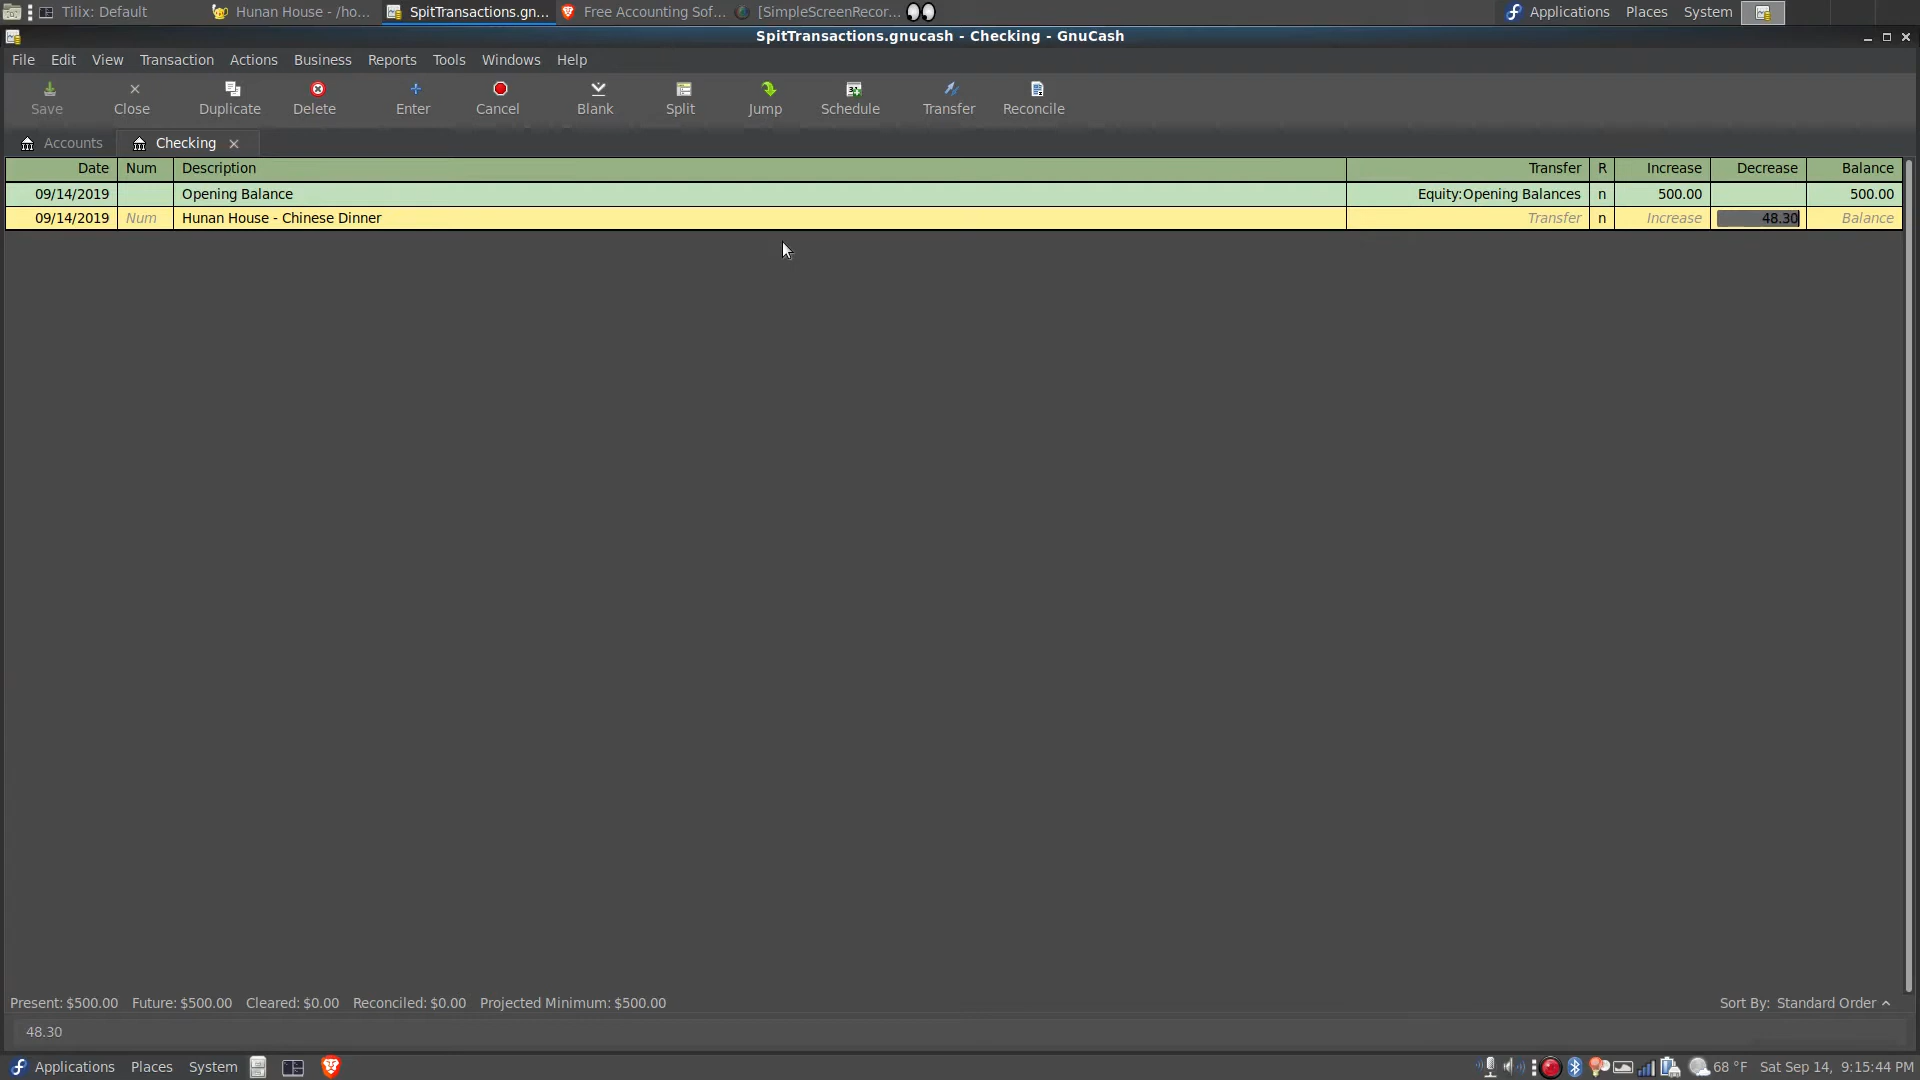 Tilix: Default Hunan House - /ho... SpitTransactions.gn... Free Accounting Sof... [SimpleScreenRecor... Applications Places System
SpitTransactions.gnucash - Checking - GnuCash
File Edit View Transaction Actions Business Reports Tools Windows Help
Save Close Duplicate Delete Enter Cancel Blank Split Jump Schedule Transfer Reconcile
Accounts Checking
Date Num Description Transfer R Increase Decrease Balance
09/14/2019 Opening Balance Equity:Opening Balances n 500.00 500.00
09/14/2019 Num Hunan House - Chinese Dinner Transfer n Increase 48.30 Balance
Present: $500.00 Future: $500.00 Cleared: $0.00 Reconciled: $0.00 Projected Minimum: $500.00 Sort By: Standard Order
48.30
Applications Places System 68 °F Sat Sep 14, 9:15:44 PM